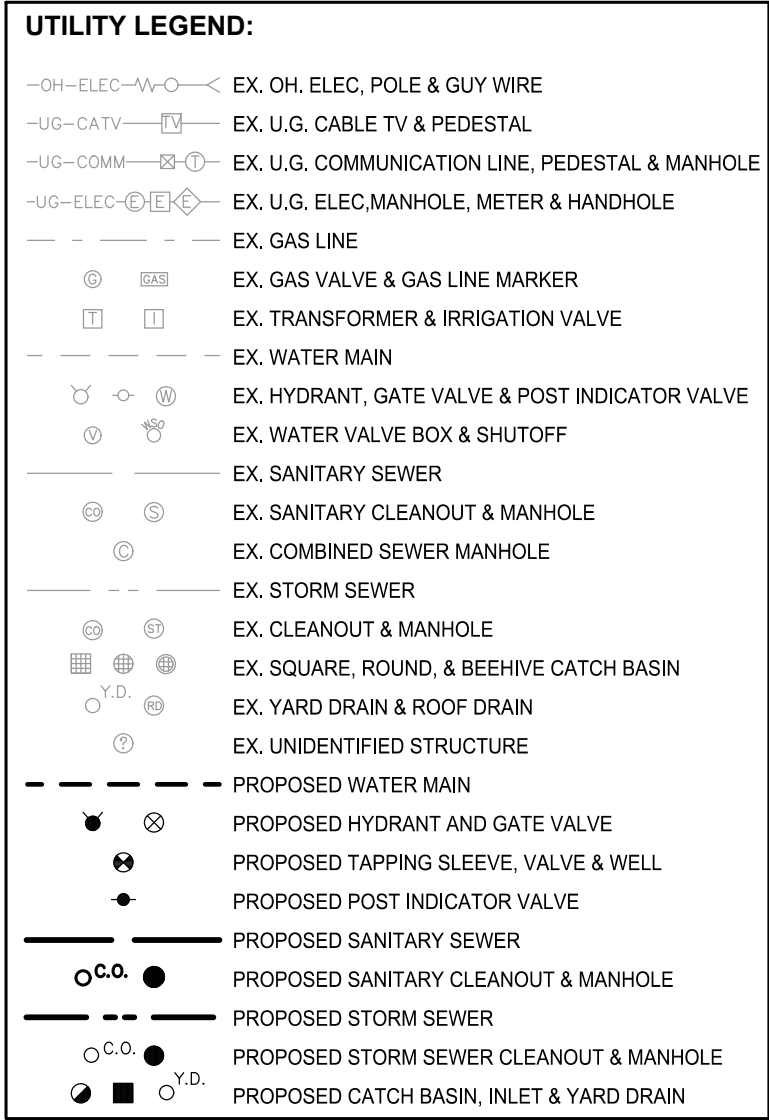 UTILITY LEGEND:
-OH-ELEC- EX. OH. ELEC, POLE & GUY WIRE
-UG-CATV- TV EX. U.G. CABLE TV & PEDESTAL
-UG-COMM- T EX. U.G. COMMUNICATION LINE, PEDESTAL & MANHOLE
-UG-ELEC- E E E EX. U.G. ELEC,MANHOLE, METER & HANDHOLE
EX. GAS LINE
G GAS EX. GAS VALVE & GAS LINE MARKER
T I EX. TRANSFORMER & IRRIGATION VALVE
EX. WATER MAIN
W EX. HYDRANT, GATE VALVE & POST INDICATOR VALVE
V WSO EX. WATER VALVE BOX & SHUTOFF
EX. SANITARY SEWER
CO S EX. SANITARY CLEANOUT & MANHOLE
C EX. COMBINED SEWER MANHOLE
EX. STORM SEWER
CO ST EX. CLEANOUT & MANHOLE
EX. SQUARE, ROUND, & BEEHIVE CATCH BASIN
Y.D. RD EX. YARD DRAIN & ROOF DRAIN
? EX. UNIDENTIFIED STRUCTURE
PROPOSED WATER MAIN
PROPOSED HYDRANT AND GATE VALVE
PROPOSED TAPPING SLEEVE, VALVE & WELL
PROPOSED POST INDICATOR VALVE
PROPOSED SANITARY SEWER
C.O. PROPOSED SANITARY CLEANOUT & MANHOLE
PROPOSED STORM SEWER
C.O. PROPOSED STORM SEWER CLEANOUT & MANHOLE
Y.D. PROPOSED CATCH BASIN, INLET & YARD DRAIN